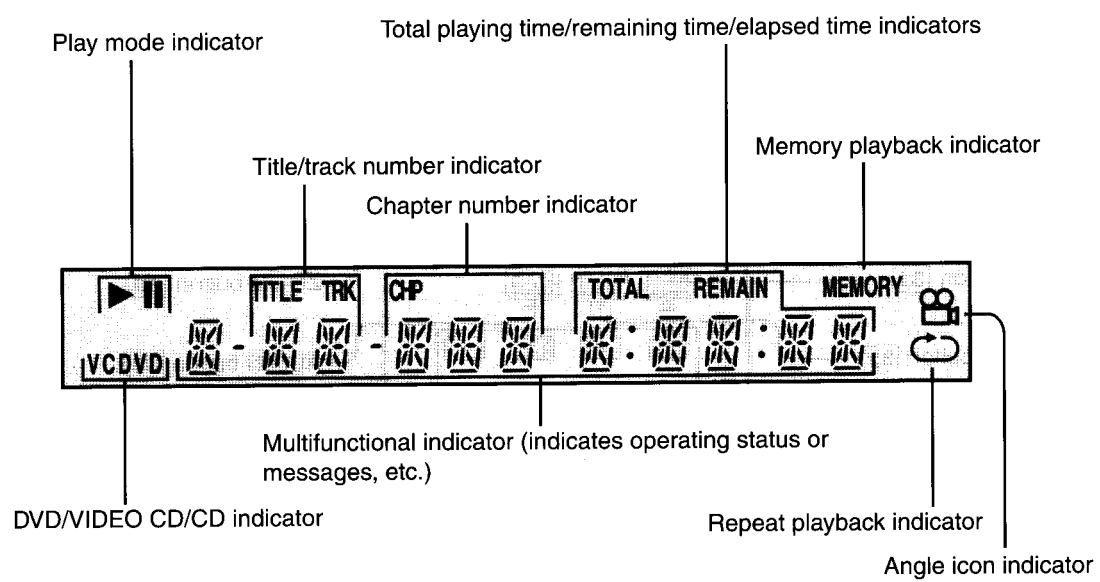 Play mode indicator
Total playing time/remaining time/elapsed time indicators
Title/track number indicator
Memory playback indicator
Chapter number indicator
TITLE TRK CHP TOTAL REMAIN MEMORY
VCDVD
Multifunctional indicator (indicates operating status or
messages, etc.)
DVD/VIDEO CD/CD indicator
Repeat playback indicator
Angle icon indicator